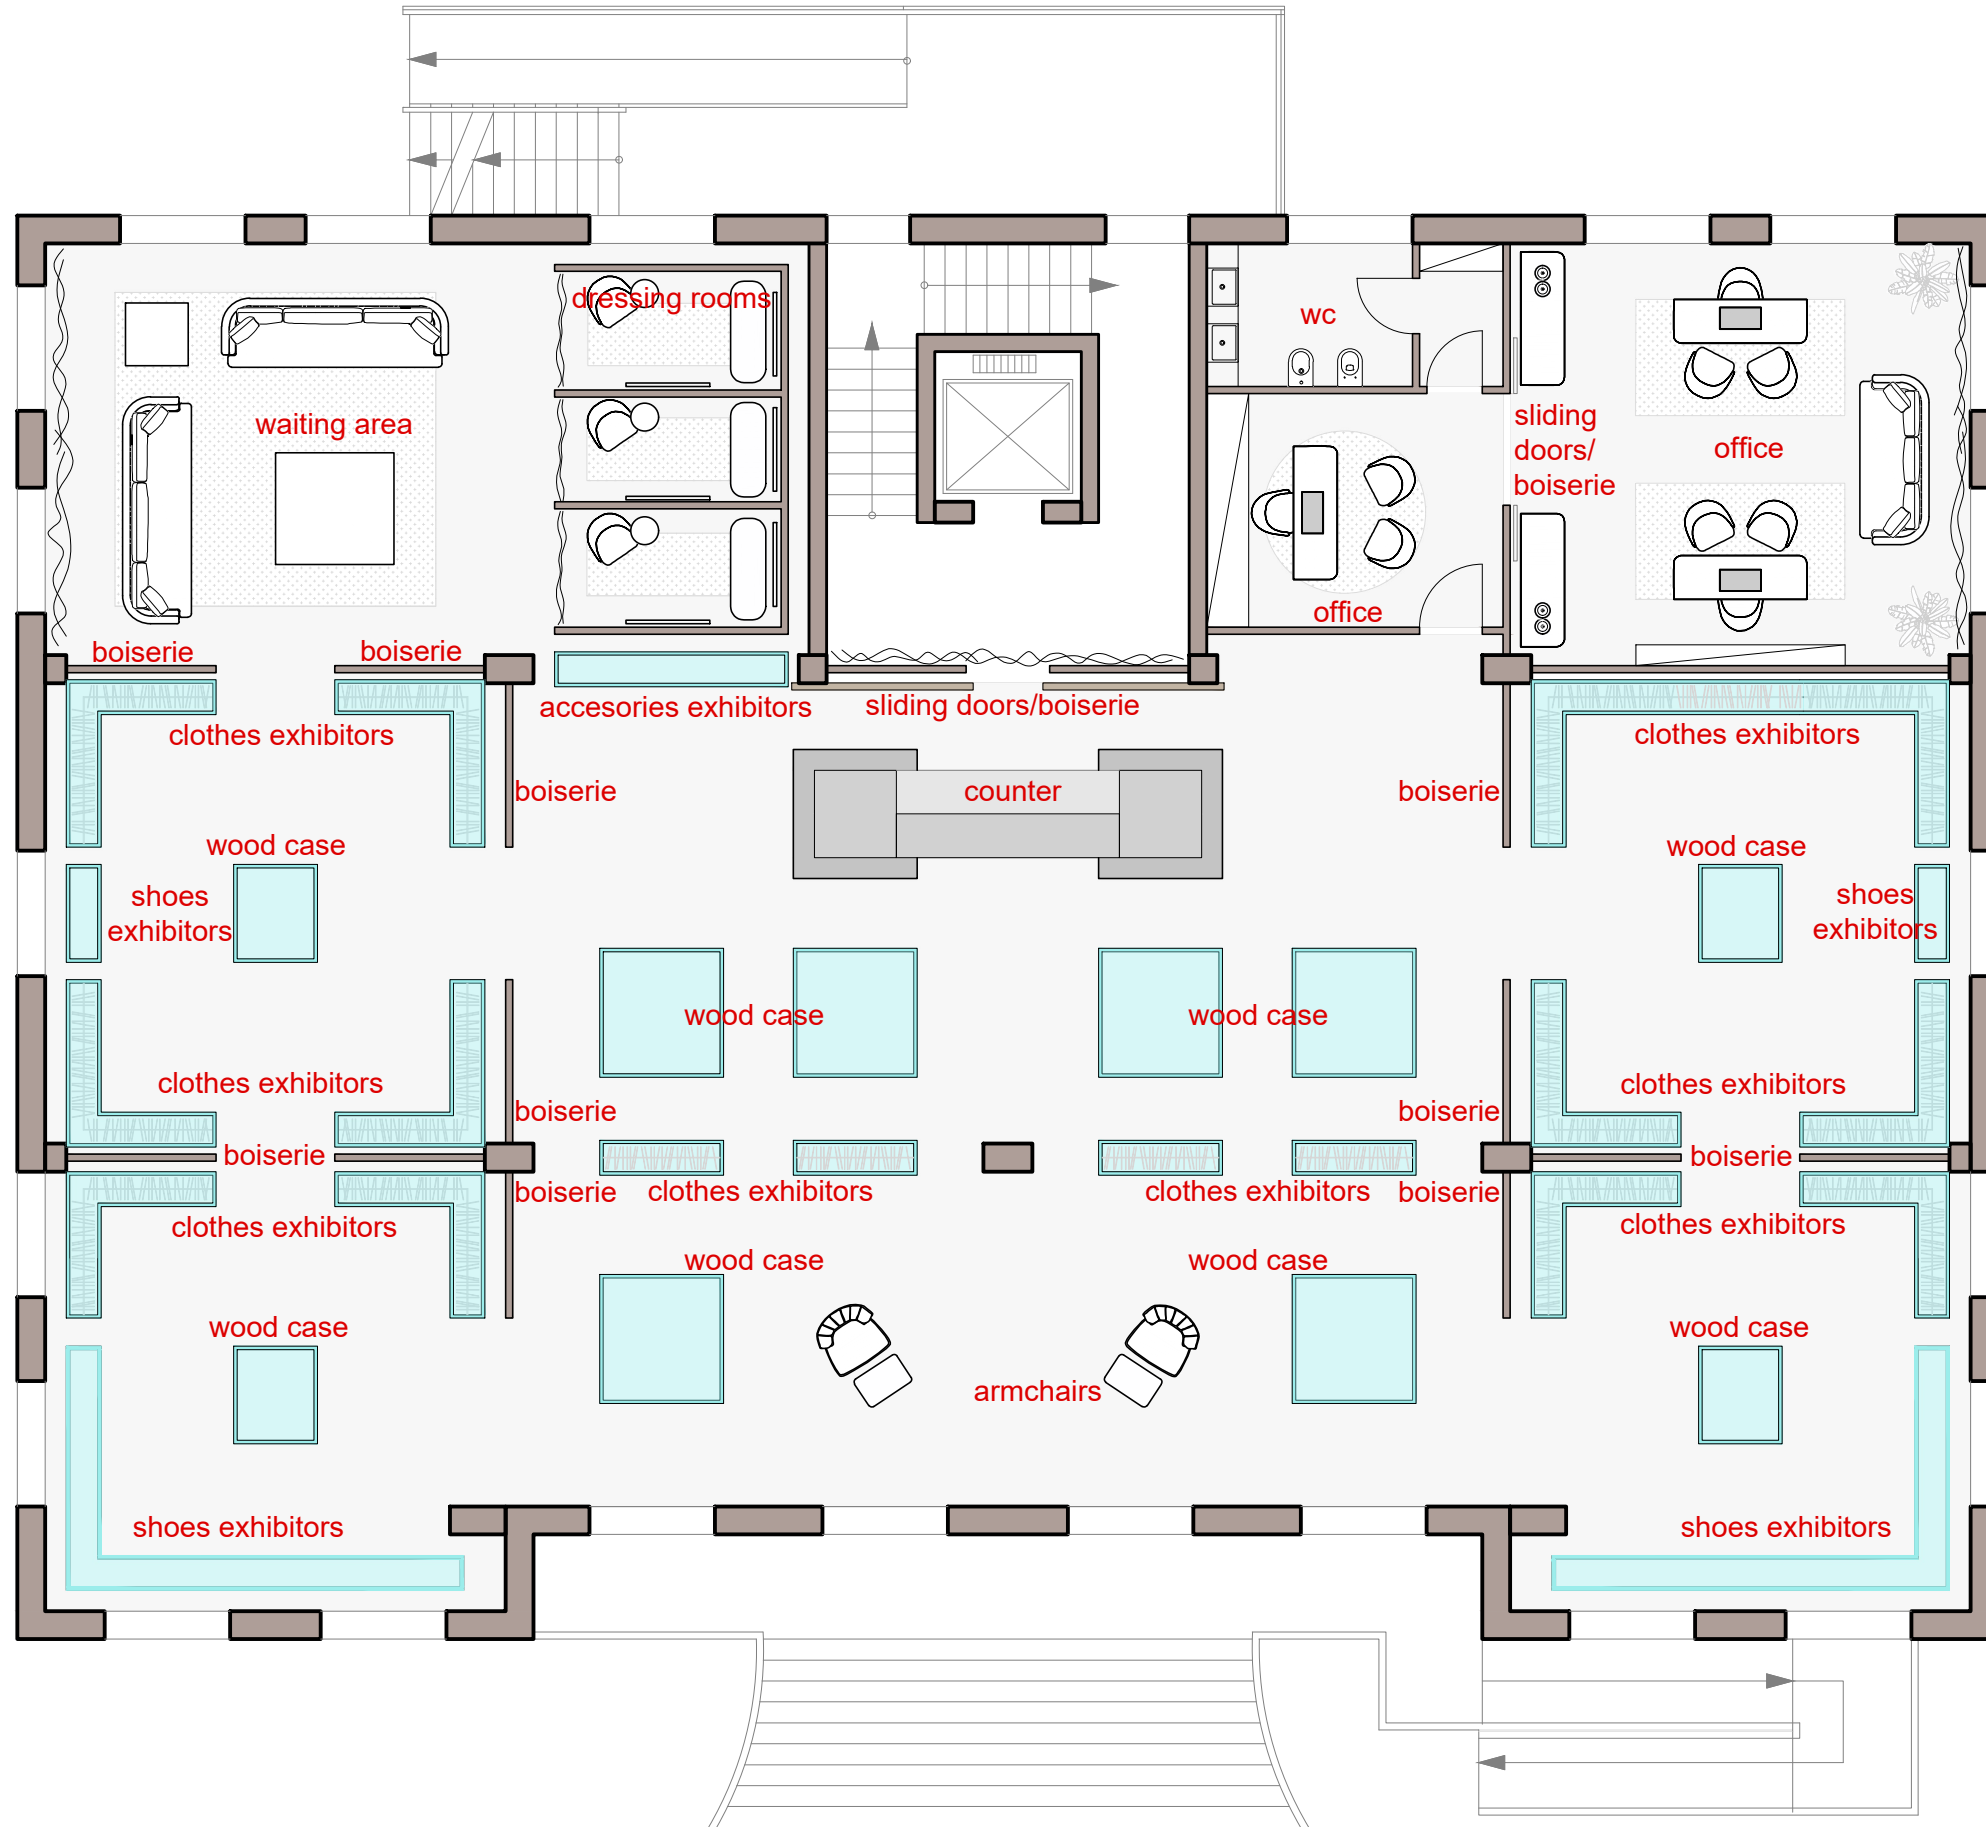 dressing rooms
wc
sliding
doors/
boiserie
waiting area
office
office
boiserie
boiserie
accesories exhibitors
sliding doors/boiserie
clothes exhibitors
clothes exhibitors
boiserie
counter
boiserie
wood case
wood case
shoes
exhibitors
shoes
exhibitors
wood case
wood case
clothes exhibitors
clothes exhibitors
boiserie
boiserie
boiserie
boiserie
boiserie
clothes exhibitors
clothes exhibitors
boiserie
clothes exhibitors
clothes exhibitors
wood case
wood case
wood case
wood case
armchairs
shoes exhibitors
shoes exhibitors